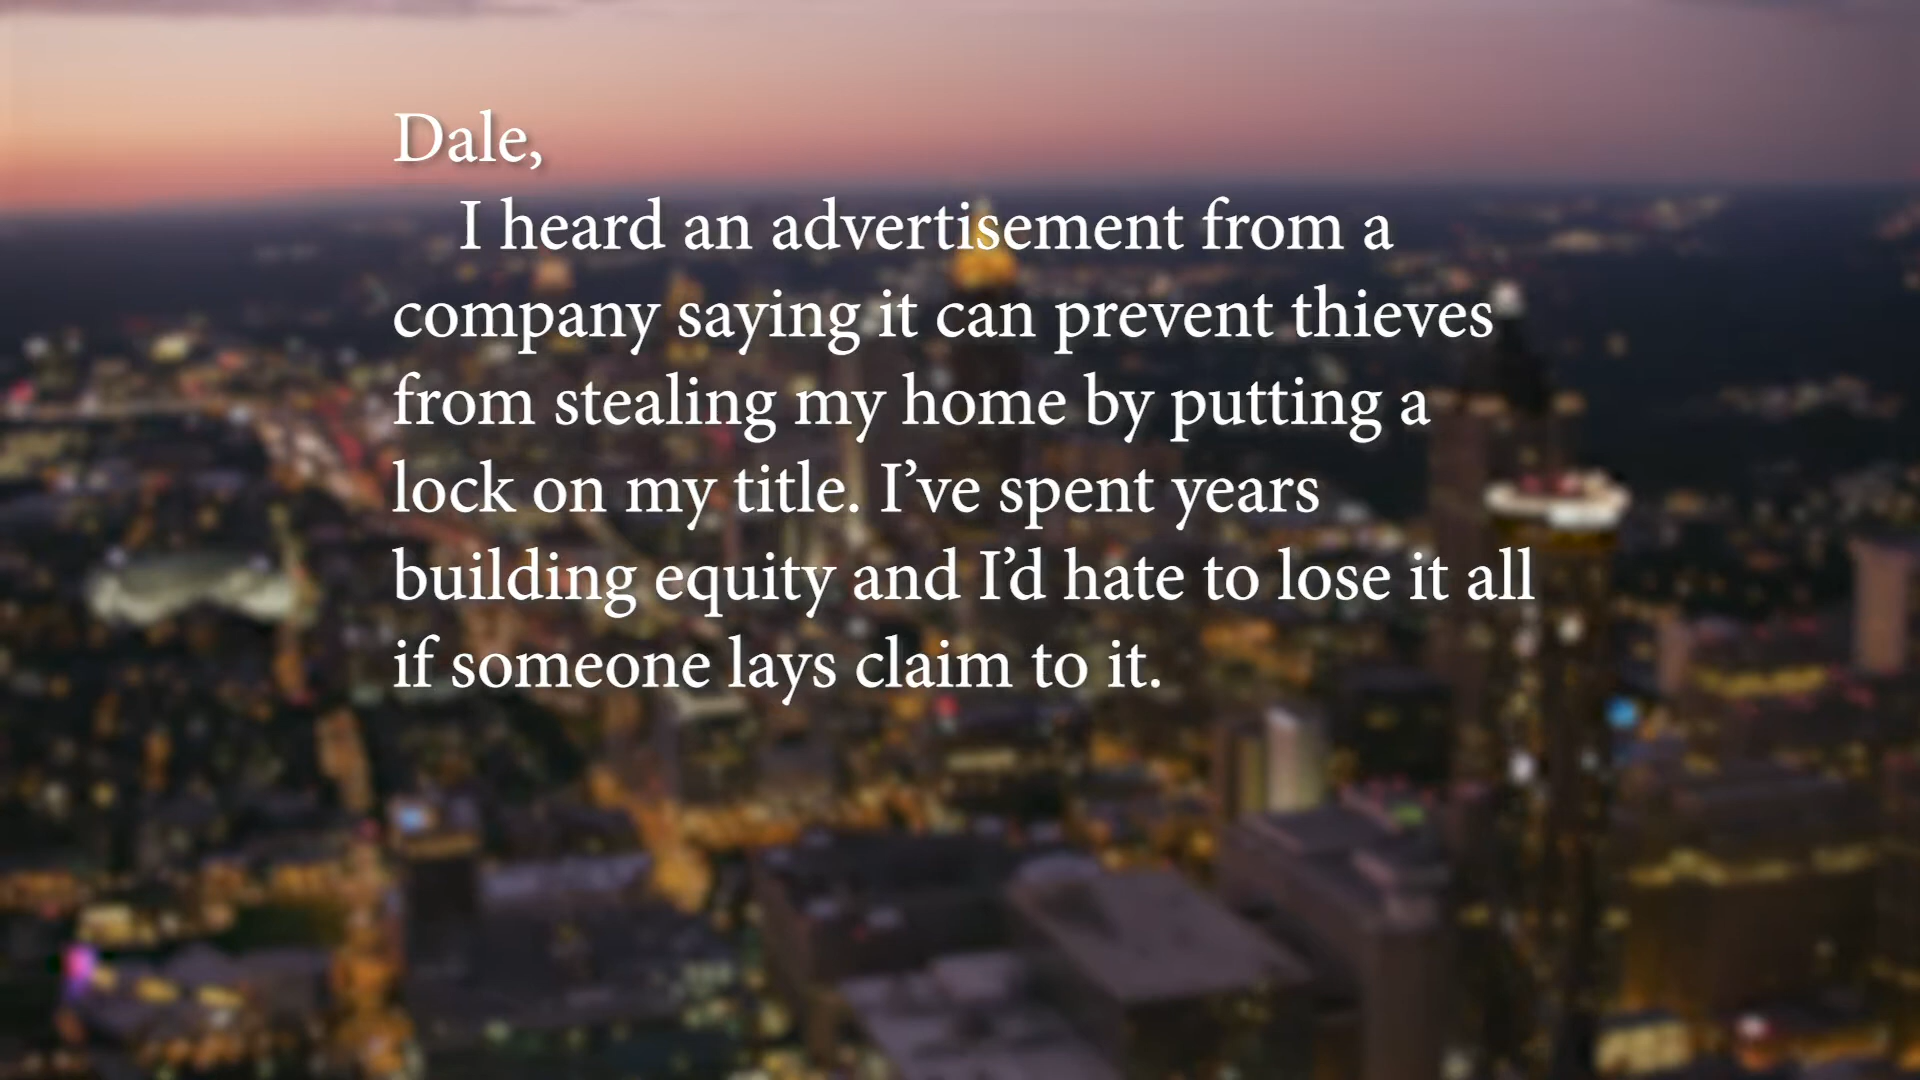 Dale,
I heard an advertisement from a
company saying it can prevent thieves
from stealing my home by putting a
lock on my title. I’ve spent years
building equity and I’d hate to lose it all
if someone lays claim to it.